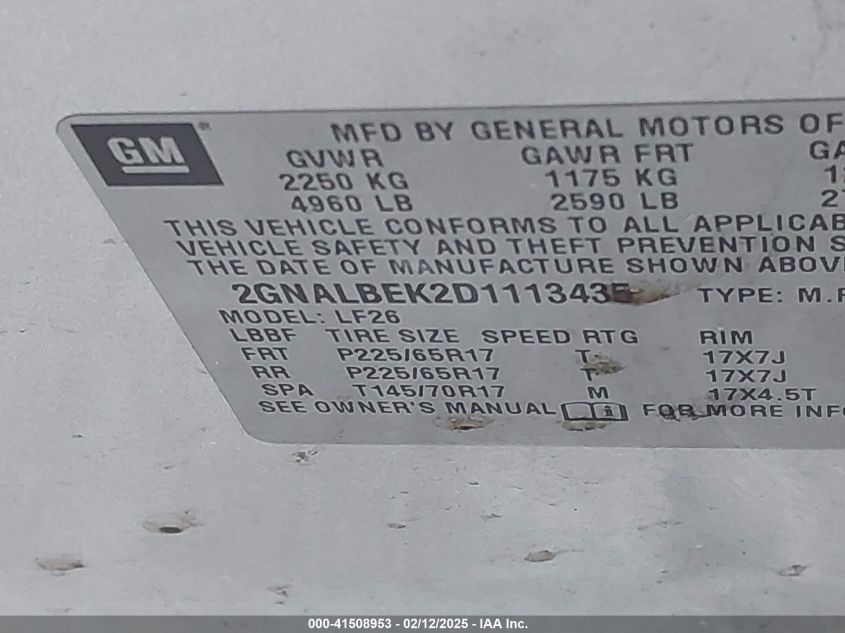 GM®
MFD BY GENERAL MOTORS OF
GVWR GAWR FRT GA
2250 KG 1175 KG
4960 LB 2590 LB
THIS VEHICLE CONFORMS TO ALL APPLICAB
VEHICLE SAFETY AND THEFT PREVENTION S
THE DATE OF MANUFACTURE SHOWN ABOV
2GNALBEK2D1113435 TYPE: M.P
MODEL: LF26
LBBF TIRE SIZE SPEED RTG RIM
FRT P225/65R17 T 17X7J
RR P225/65R17 T 17X7J
SPA T145/70R17 M 17X4.5T
SEE OWNER'S MANUAL FOR MORE INFO
000-41508953 - 02/12/2025 - IAA Inc.